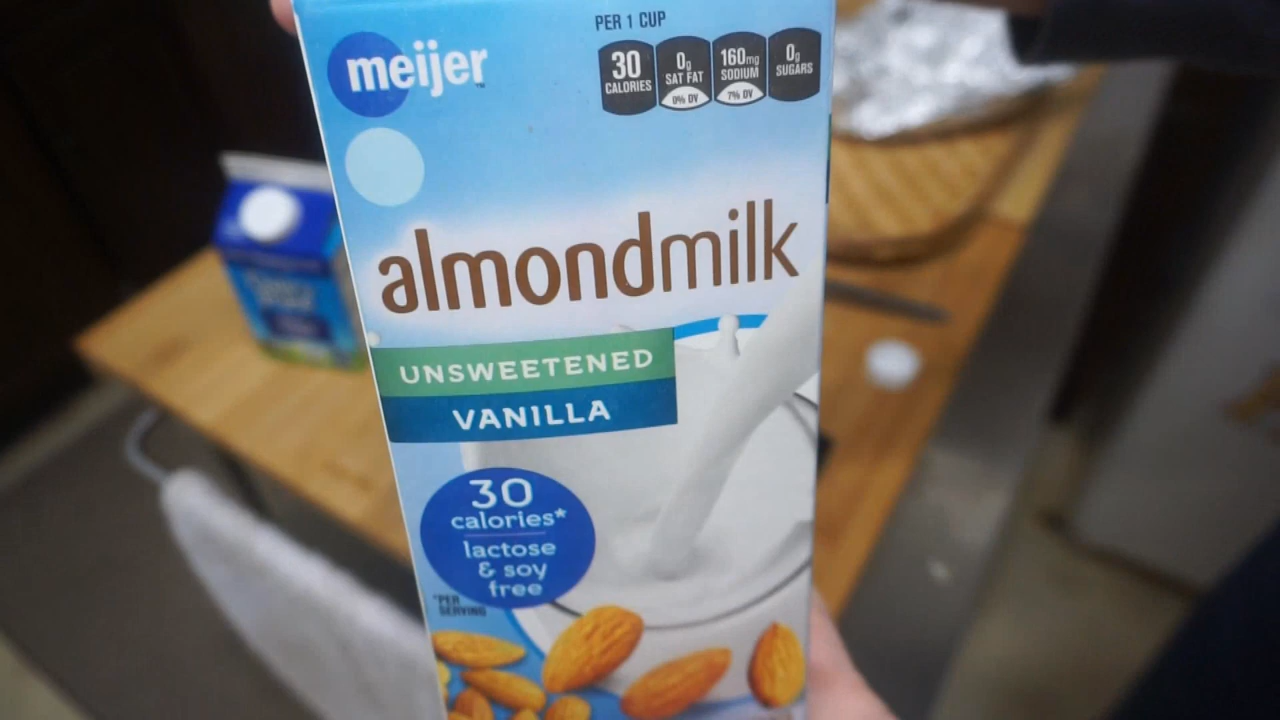 meijer
PER 1 CUP
30 CALORIES
0g SAT FAT 0% DV
160mg SODIUM 7% DV
0g SUGARS
almondmilk
UNSWEETENED
VANILLA
30
calories*
lactose
& soy
free
*PER
SERVING